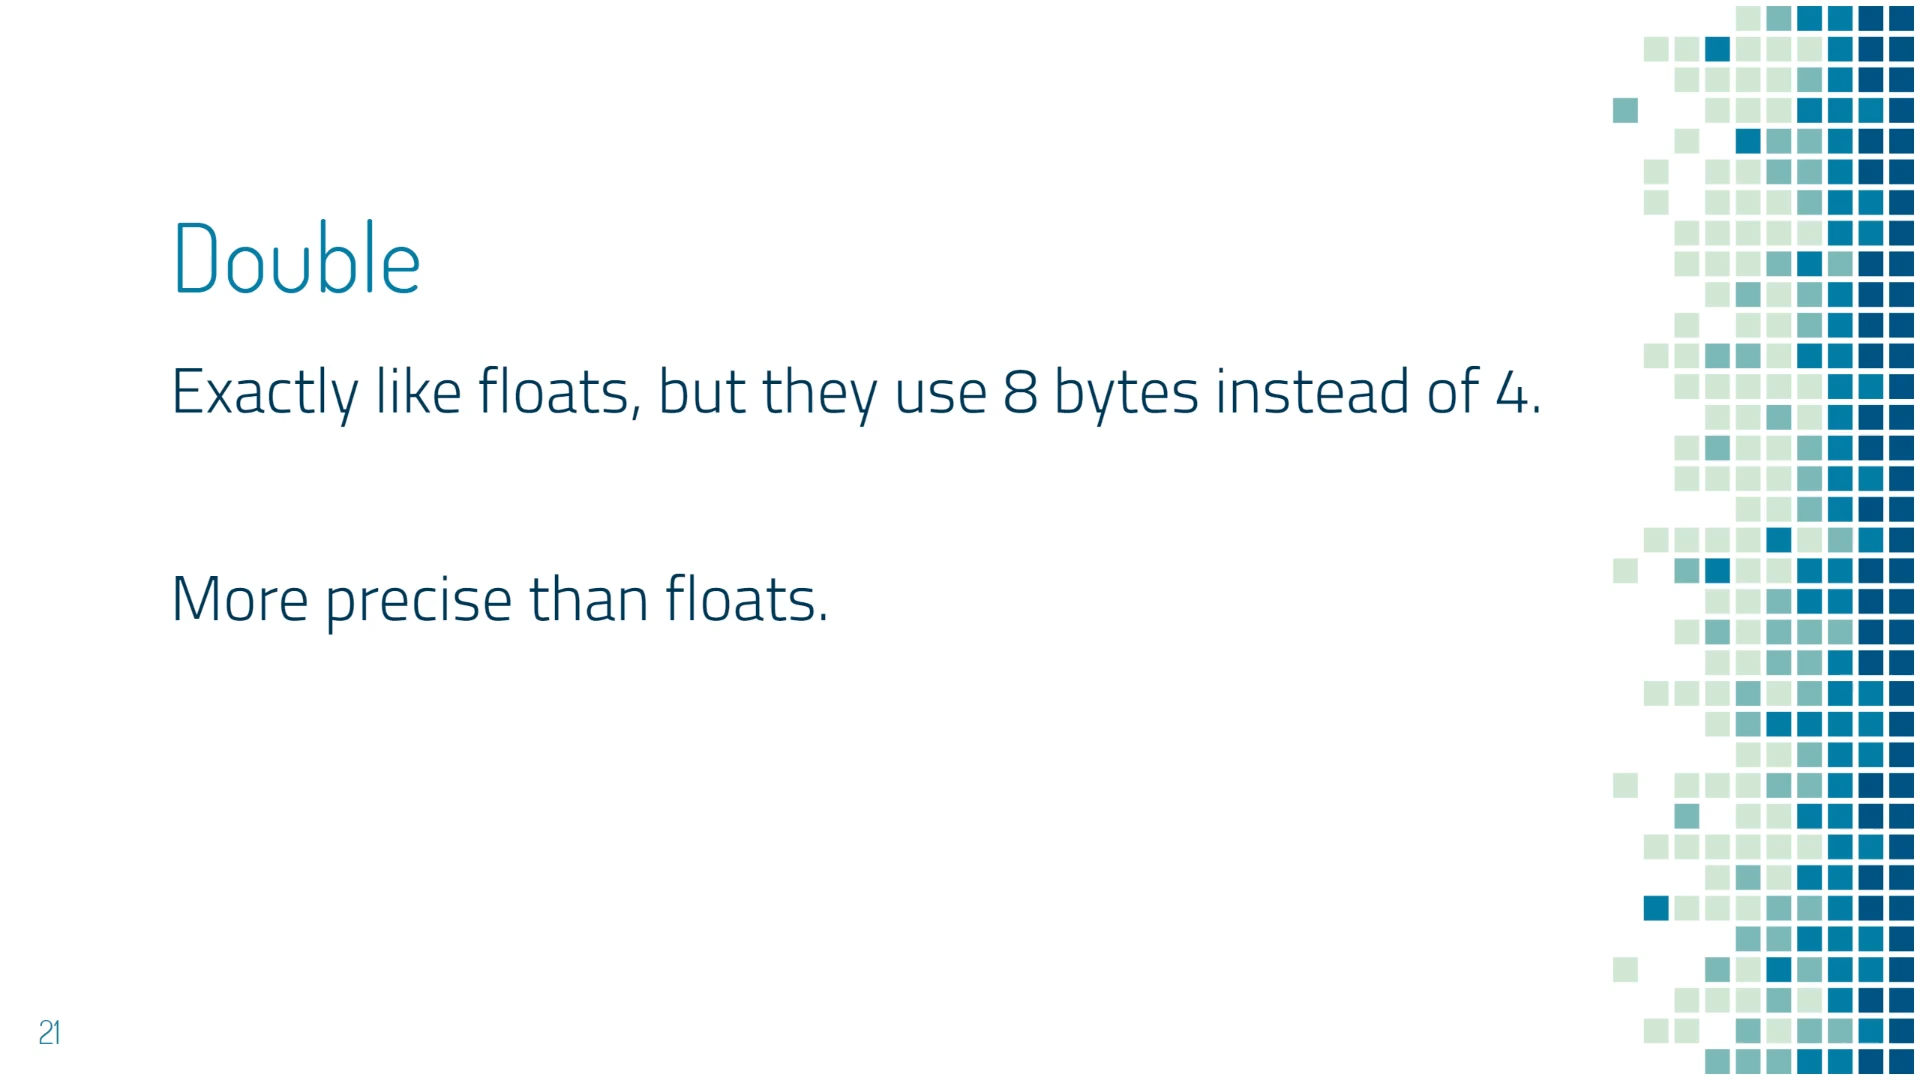 Double
Exactly like floats, but they use 8 bytes instead of 4.
More precise than floats.
21